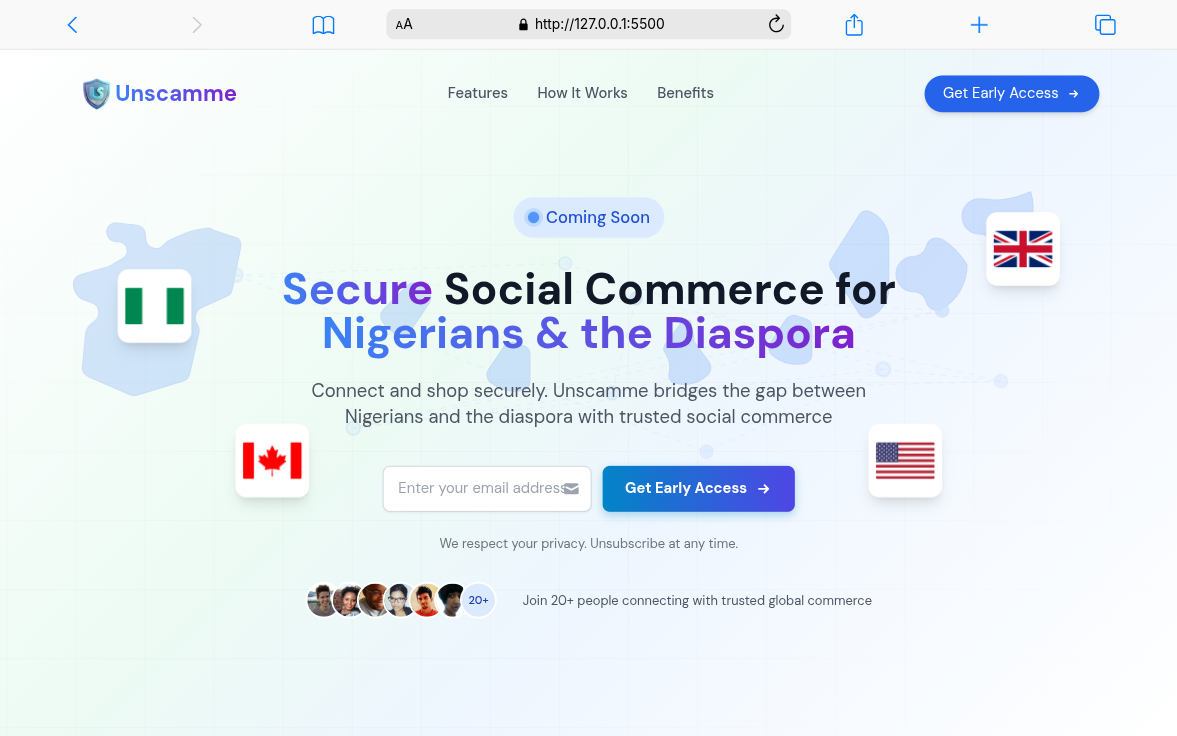 AA http://127.0.0.1:5500
Unscamme Features How It Works Benefits Get Early Access →
Coming Soon
Secure Social Commerce for
Nigerians & the Diaspora
Connect and shop securely. Unscamme bridges the gap between
Nigerians and the diaspora with trusted social commerce
Enter your email address Get Early Access →
We respect your privacy. Unsubscribe at any time.
20+ Join 20+ people connecting with trusted global commerce